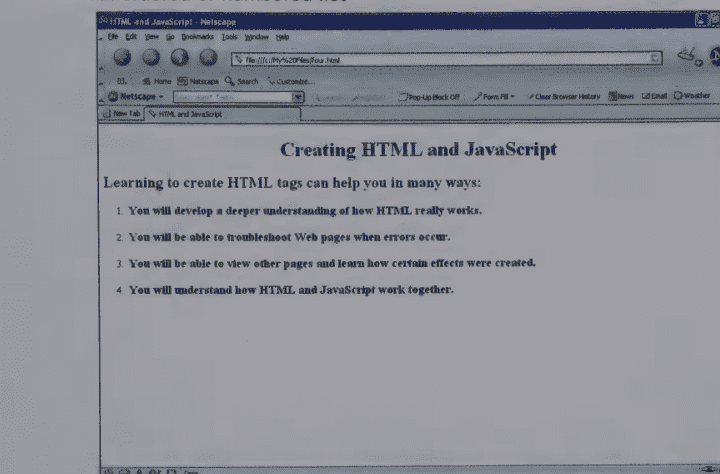 HTML and JavaScript - Netscape
File Edit View Go Bookmarks Tools Window Help
file:///c:/My%20Files/four.html
Home Netscape Search Customize...
Netscape Pop-Up Block Off Form Fill Clear Browser History News Email Weather
New Tab HTML and JavaScript
Creating HTML and JavaScript
Learning to create HTML tags can help you in many ways:
1. You will develop a deeper understanding of how HTML really works.
2. You will be able to troubleshoot Web pages when errors occur.
3. You will be able to view other pages and learn how certain effects were created.
4. You will understand how HTML and JavaScript work together.